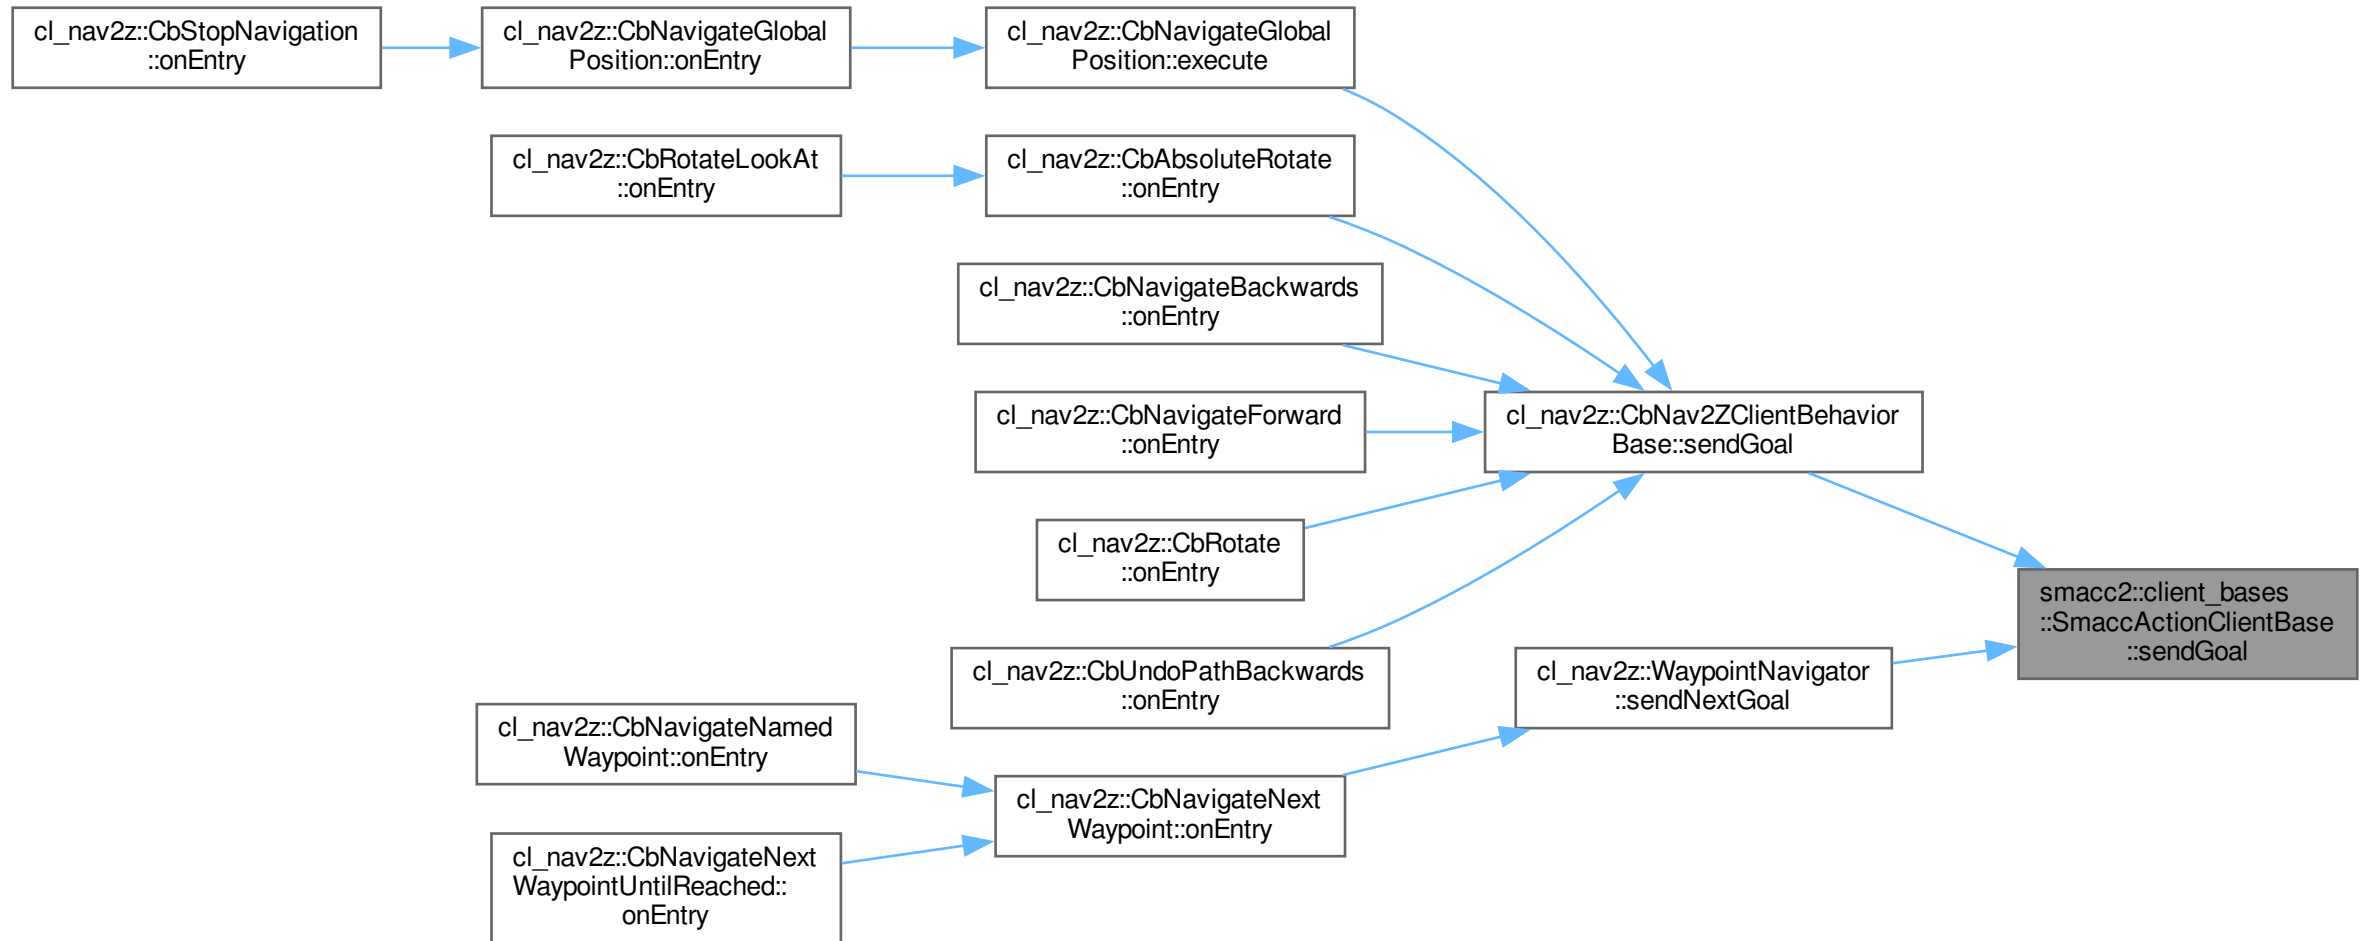 cl_nav2z::CbStopNavigation
::onEntry
cl_nav2z::CbNavigateGlobal
Position::onEntry
cl_nav2z::CbNavigateGlobal
Position::execute
cl_nav2z::CbRotateLookAt
::onEntry
cl_nav2z::CbAbsoluteRotate
::onEntry
cl_nav2z::CbNavigateBackwards
::onEntry
cl_nav2z::CbNavigateForward
::onEntry
cl_nav2z::CbNav2ZClientBehavior
Base::sendGoal
cl_nav2z::CbRotate
::onEntry
smacc2::client_bases
::SmaccActionClientBase
::sendGoal
cl_nav2z::CbUndoPathBackwards
::onEntry
cl_nav2z::WaypointNavigator
::sendNextGoal
cl_nav2z::CbNavigateNamed
Waypoint::onEntry
cl_nav2z::CbNavigateNext
Waypoint::onEntry
cl_nav2z::CbNavigateNext
WaypointUntilReached::
onEntry